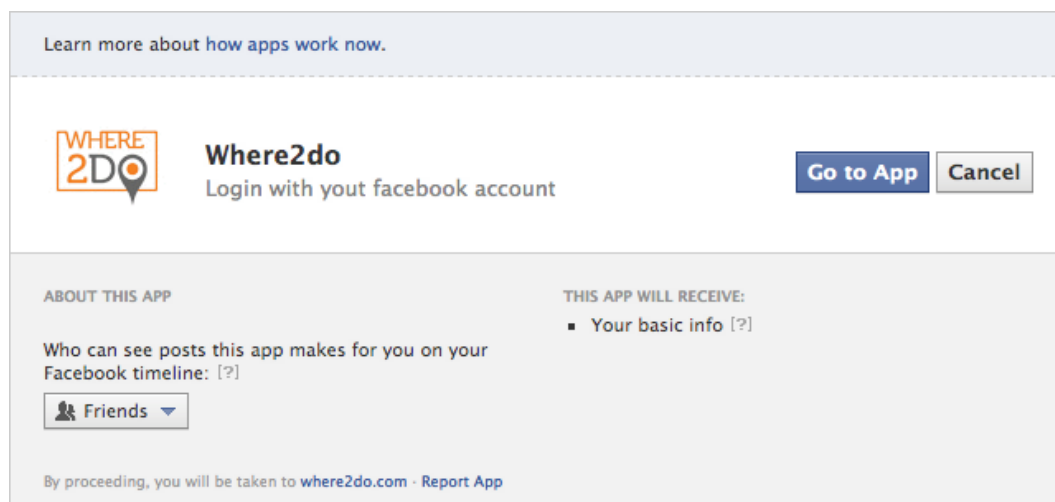 Learn more about how apps work now.
WHERE
2DO
Where2do
Login with yout facebook account
Go to App
Cancel
ABOUT THIS APP
Who can see posts this app makes for you on your
Facebook timeline: [?]
Friends
THIS APP WILL RECEIVE:
▪ Your basic info [?]
By proceeding, you will be taken to where2do.com · Report App